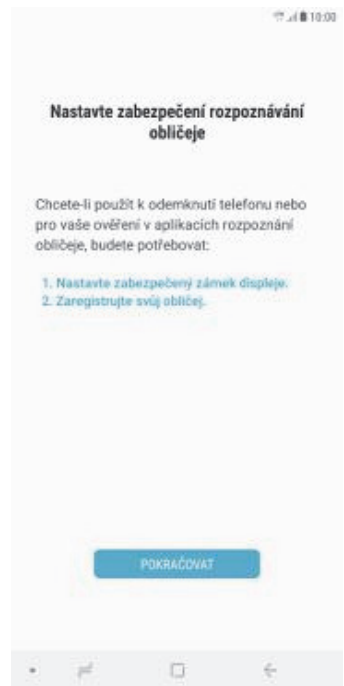 10:00
Nastavte zabezpečení rozpoznávání
obličeje
Chcete-li použít k odemknutí telefonu nebo
pro vaše ověření v aplikacích rozpoznání
obličeje, budete potřebovat:
1. Nastavte zabezpečený zámek displeje.
2. Zaregistrujte svůj obličej.
POKRAČOVAT